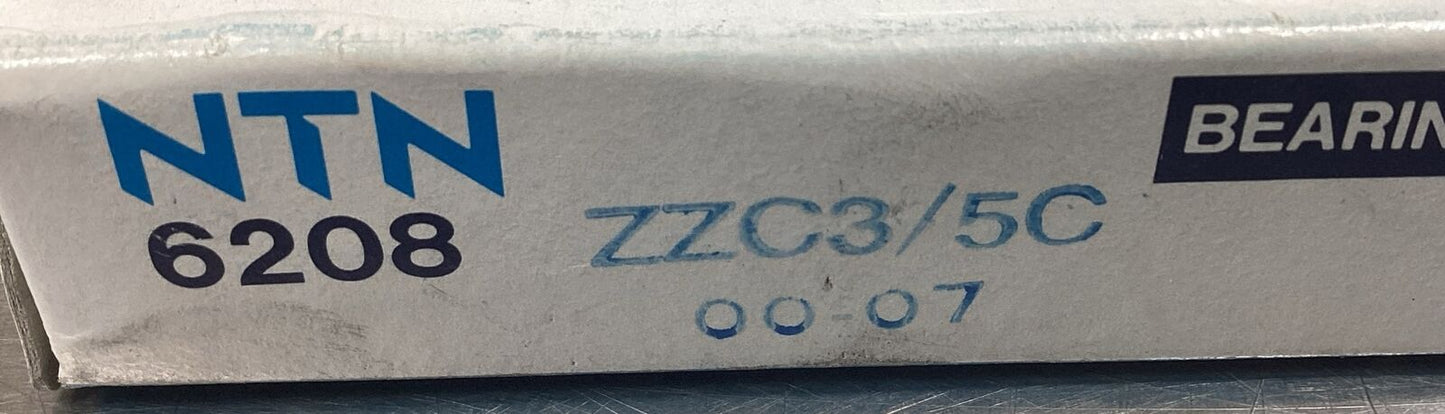 NTN
BEARIN
6208 ZZC3/5C
00-07